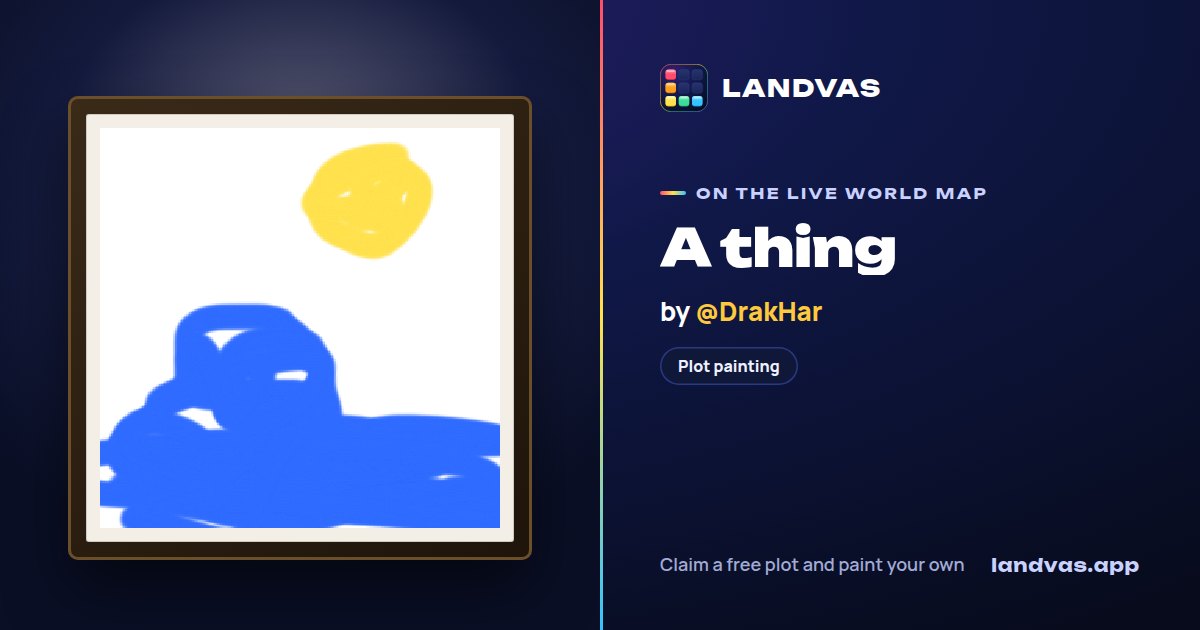 LANDVAS
ON THE LIVE WORLD MAP
A thing
by @DrakHar
Plot painting
Claim a free plot and paint your own landvas.app